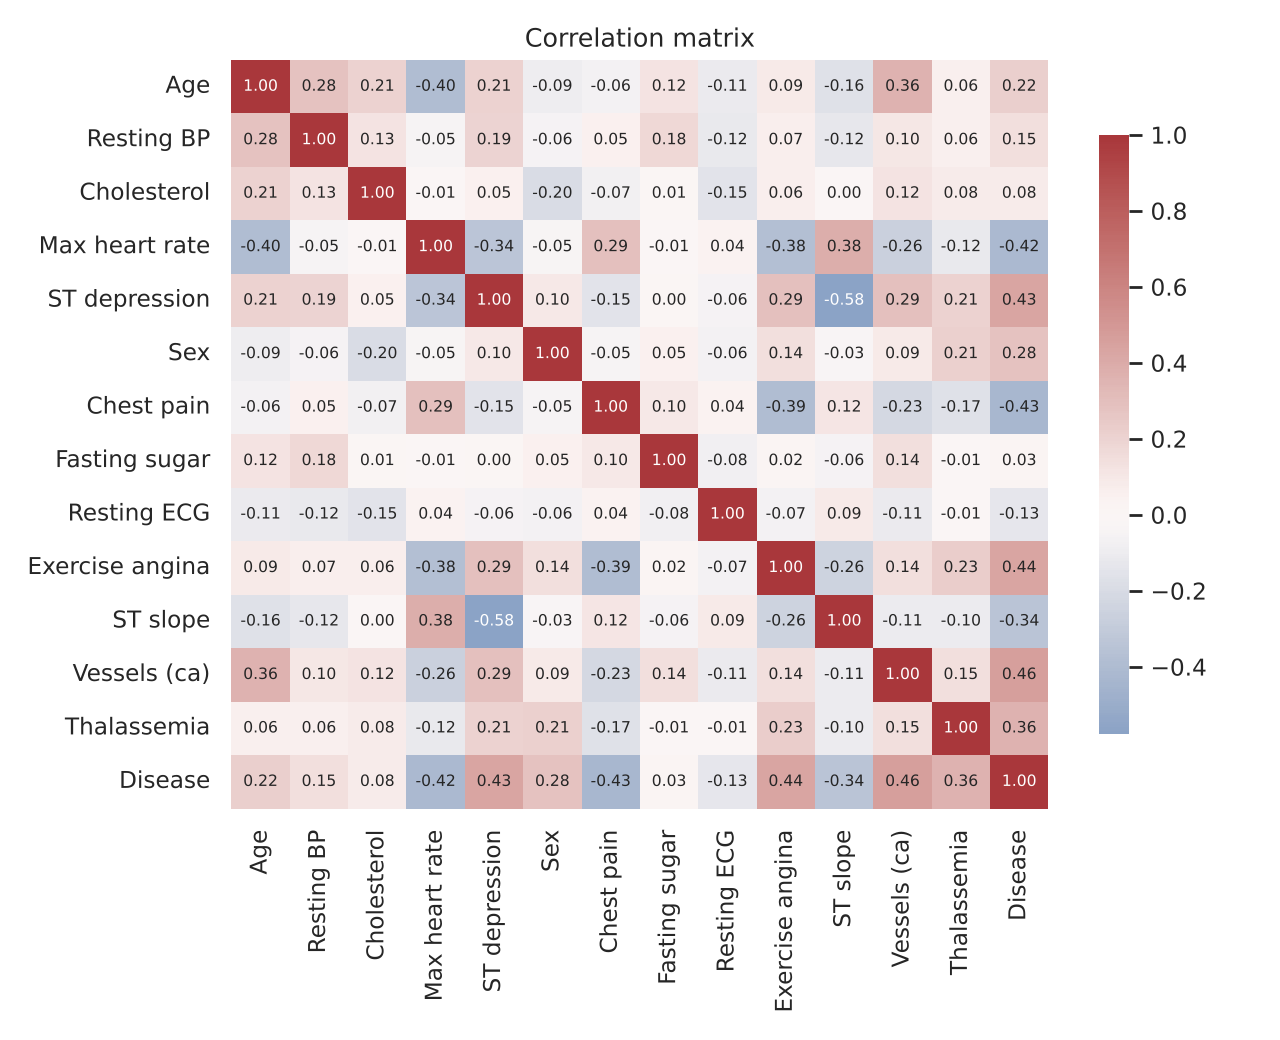 Correlation matrix
Age 1.00 0.28 0.21 -0.40 0.21 -0.09 -0.06 0.12 -0.11 0.09 -0.16 0.36 0.06 0.22
Resting BP 0.28 1.00 0.13 -0.05 0.19 -0.06 0.05 0.18 -0.12 0.07 -0.12 0.10 0.06 0.15
Cholesterol 0.21 0.13 1.00 -0.01 0.05 -0.20 -0.07 0.01 -0.15 0.06 0.00 0.12 0.08 0.08
Max heart rate -0.40 -0.05 -0.01 1.00 -0.34 -0.05 0.29 -0.01 0.04 -0.38 0.38 -0.26 -0.12 -0.42
ST depression 0.21 0.19 0.05 -0.34 1.00 0.10 -0.15 0.00 -0.06 0.29 -0.58 0.29 0.21 0.43
Sex -0.09 -0.06 -0.20 -0.05 0.10 1.00 -0.05 0.05 -0.06 0.14 -0.03 0.09 0.21 0.28
Chest pain -0.06 0.05 -0.07 0.29 -0.15 -0.05 1.00 0.10 0.04 -0.39 0.12 -0.23 -0.17 -0.43
Fasting sugar 0.12 0.18 0.01 -0.01 0.00 0.05 0.10 1.00 -0.08 0.02 -0.06 0.14 -0.01 0.03
Resting ECG -0.11 -0.12 -0.15 0.04 -0.06 -0.06 0.04 -0.08 1.00 -0.07 0.09 -0.11 -0.01 -0.13
Exercise angina 0.09 0.07 0.06 -0.38 0.29 0.14 -0.39 0.02 -0.07 1.00 -0.26 0.14 0.23 0.44
ST slope -0.16 -0.12 0.00 0.38 -0.58 -0.03 0.12 -0.06 0.09 -0.26 1.00 -0.11 -0.10 -0.34
Vessels (ca) 0.36 0.10 0.12 -0.26 0.29 0.09 -0.23 0.14 -0.11 0.14 -0.11 1.00 0.15 0.46
Thalassemia 0.06 0.06 0.08 -0.12 0.21 0.21 -0.17 -0.01 -0.01 0.23 -0.10 0.15 1.00 0.36
Disease 0.22 0.15 0.08 -0.42 0.43 0.28 -0.43 0.03 -0.13 0.44 -0.34 0.46 0.36 1.00
Age
Resting BP
Cholesterol
Max heart rate
ST depression
Sex
Chest pain
Fasting sugar
Resting ECG
Exercise angina
ST slope
Vessels (ca)
Thalassemia
Disease
1.0
0.8
0.6
0.4
0.2
0.0
−0.2
−0.4